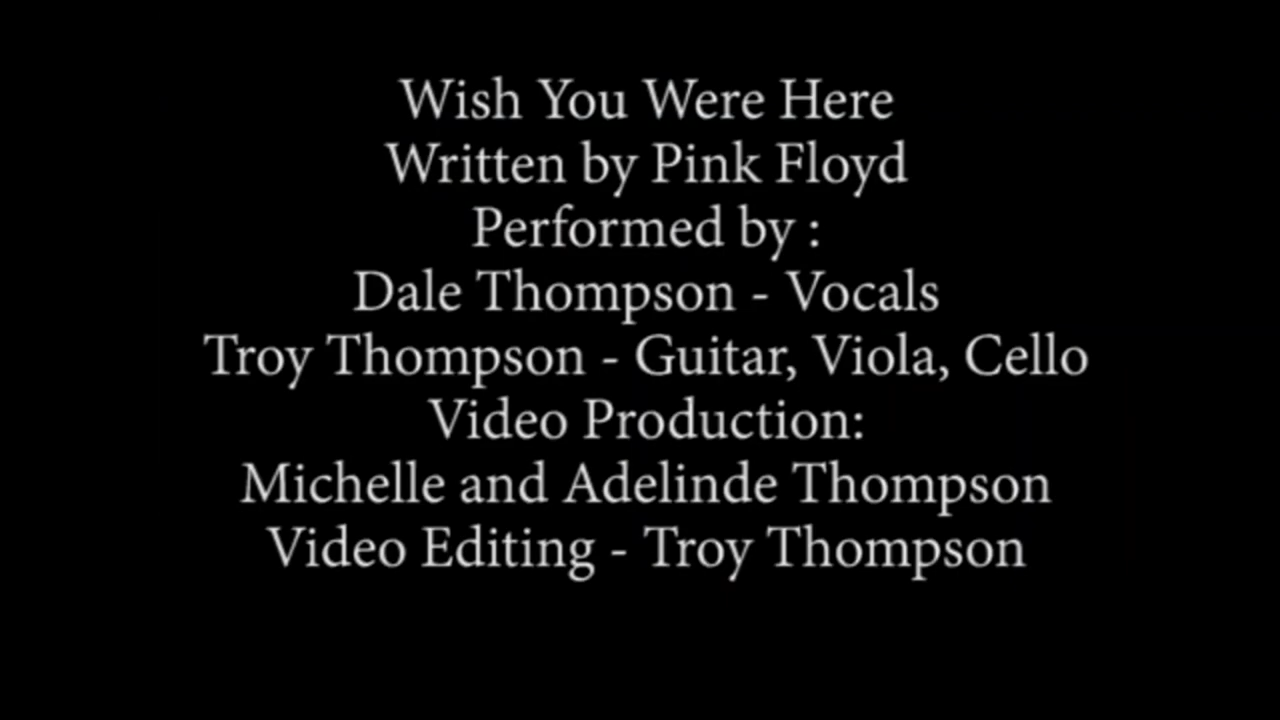 Wish You Were Here
Written by Pink Floyd
Performed by :
Dale Thompson - Vocals
Troy Thompson - Guitar, Viola, Cello
Video Production:
Michelle and Adelinde Thompson
Video Editing - Troy Thompson